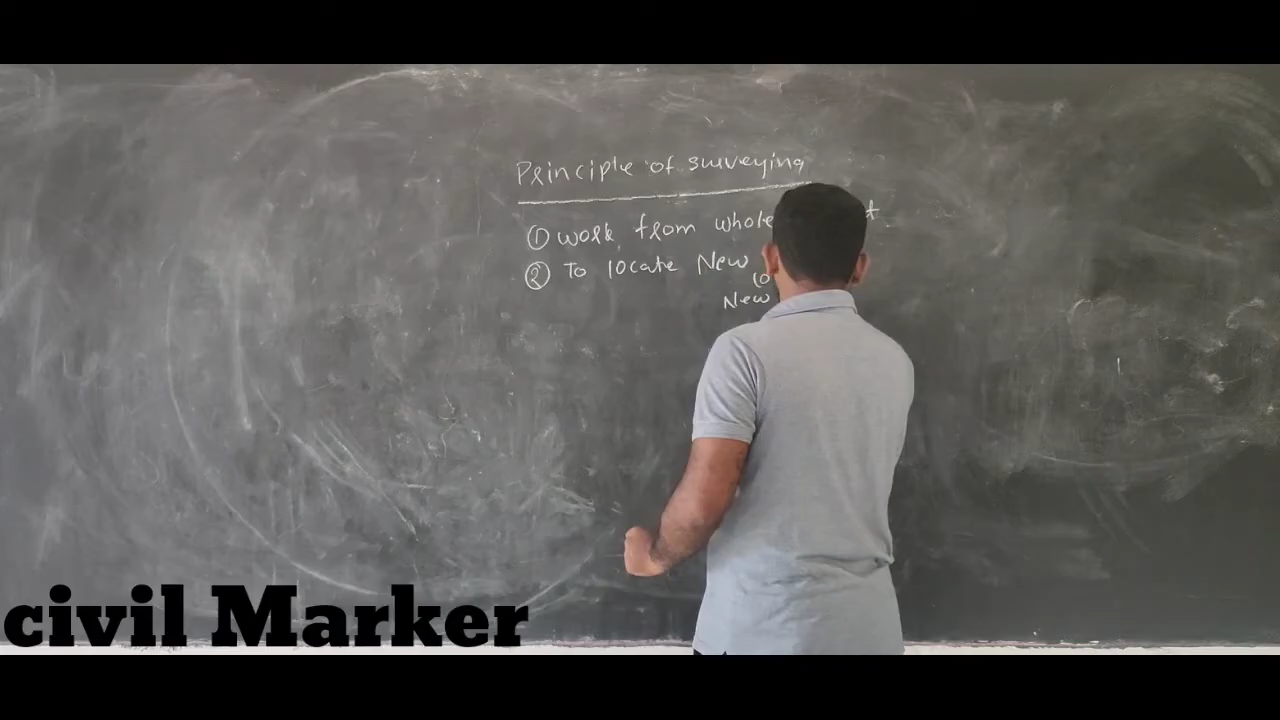 Principle of surveying
① work from whole
② To locate New
New
civil Marker